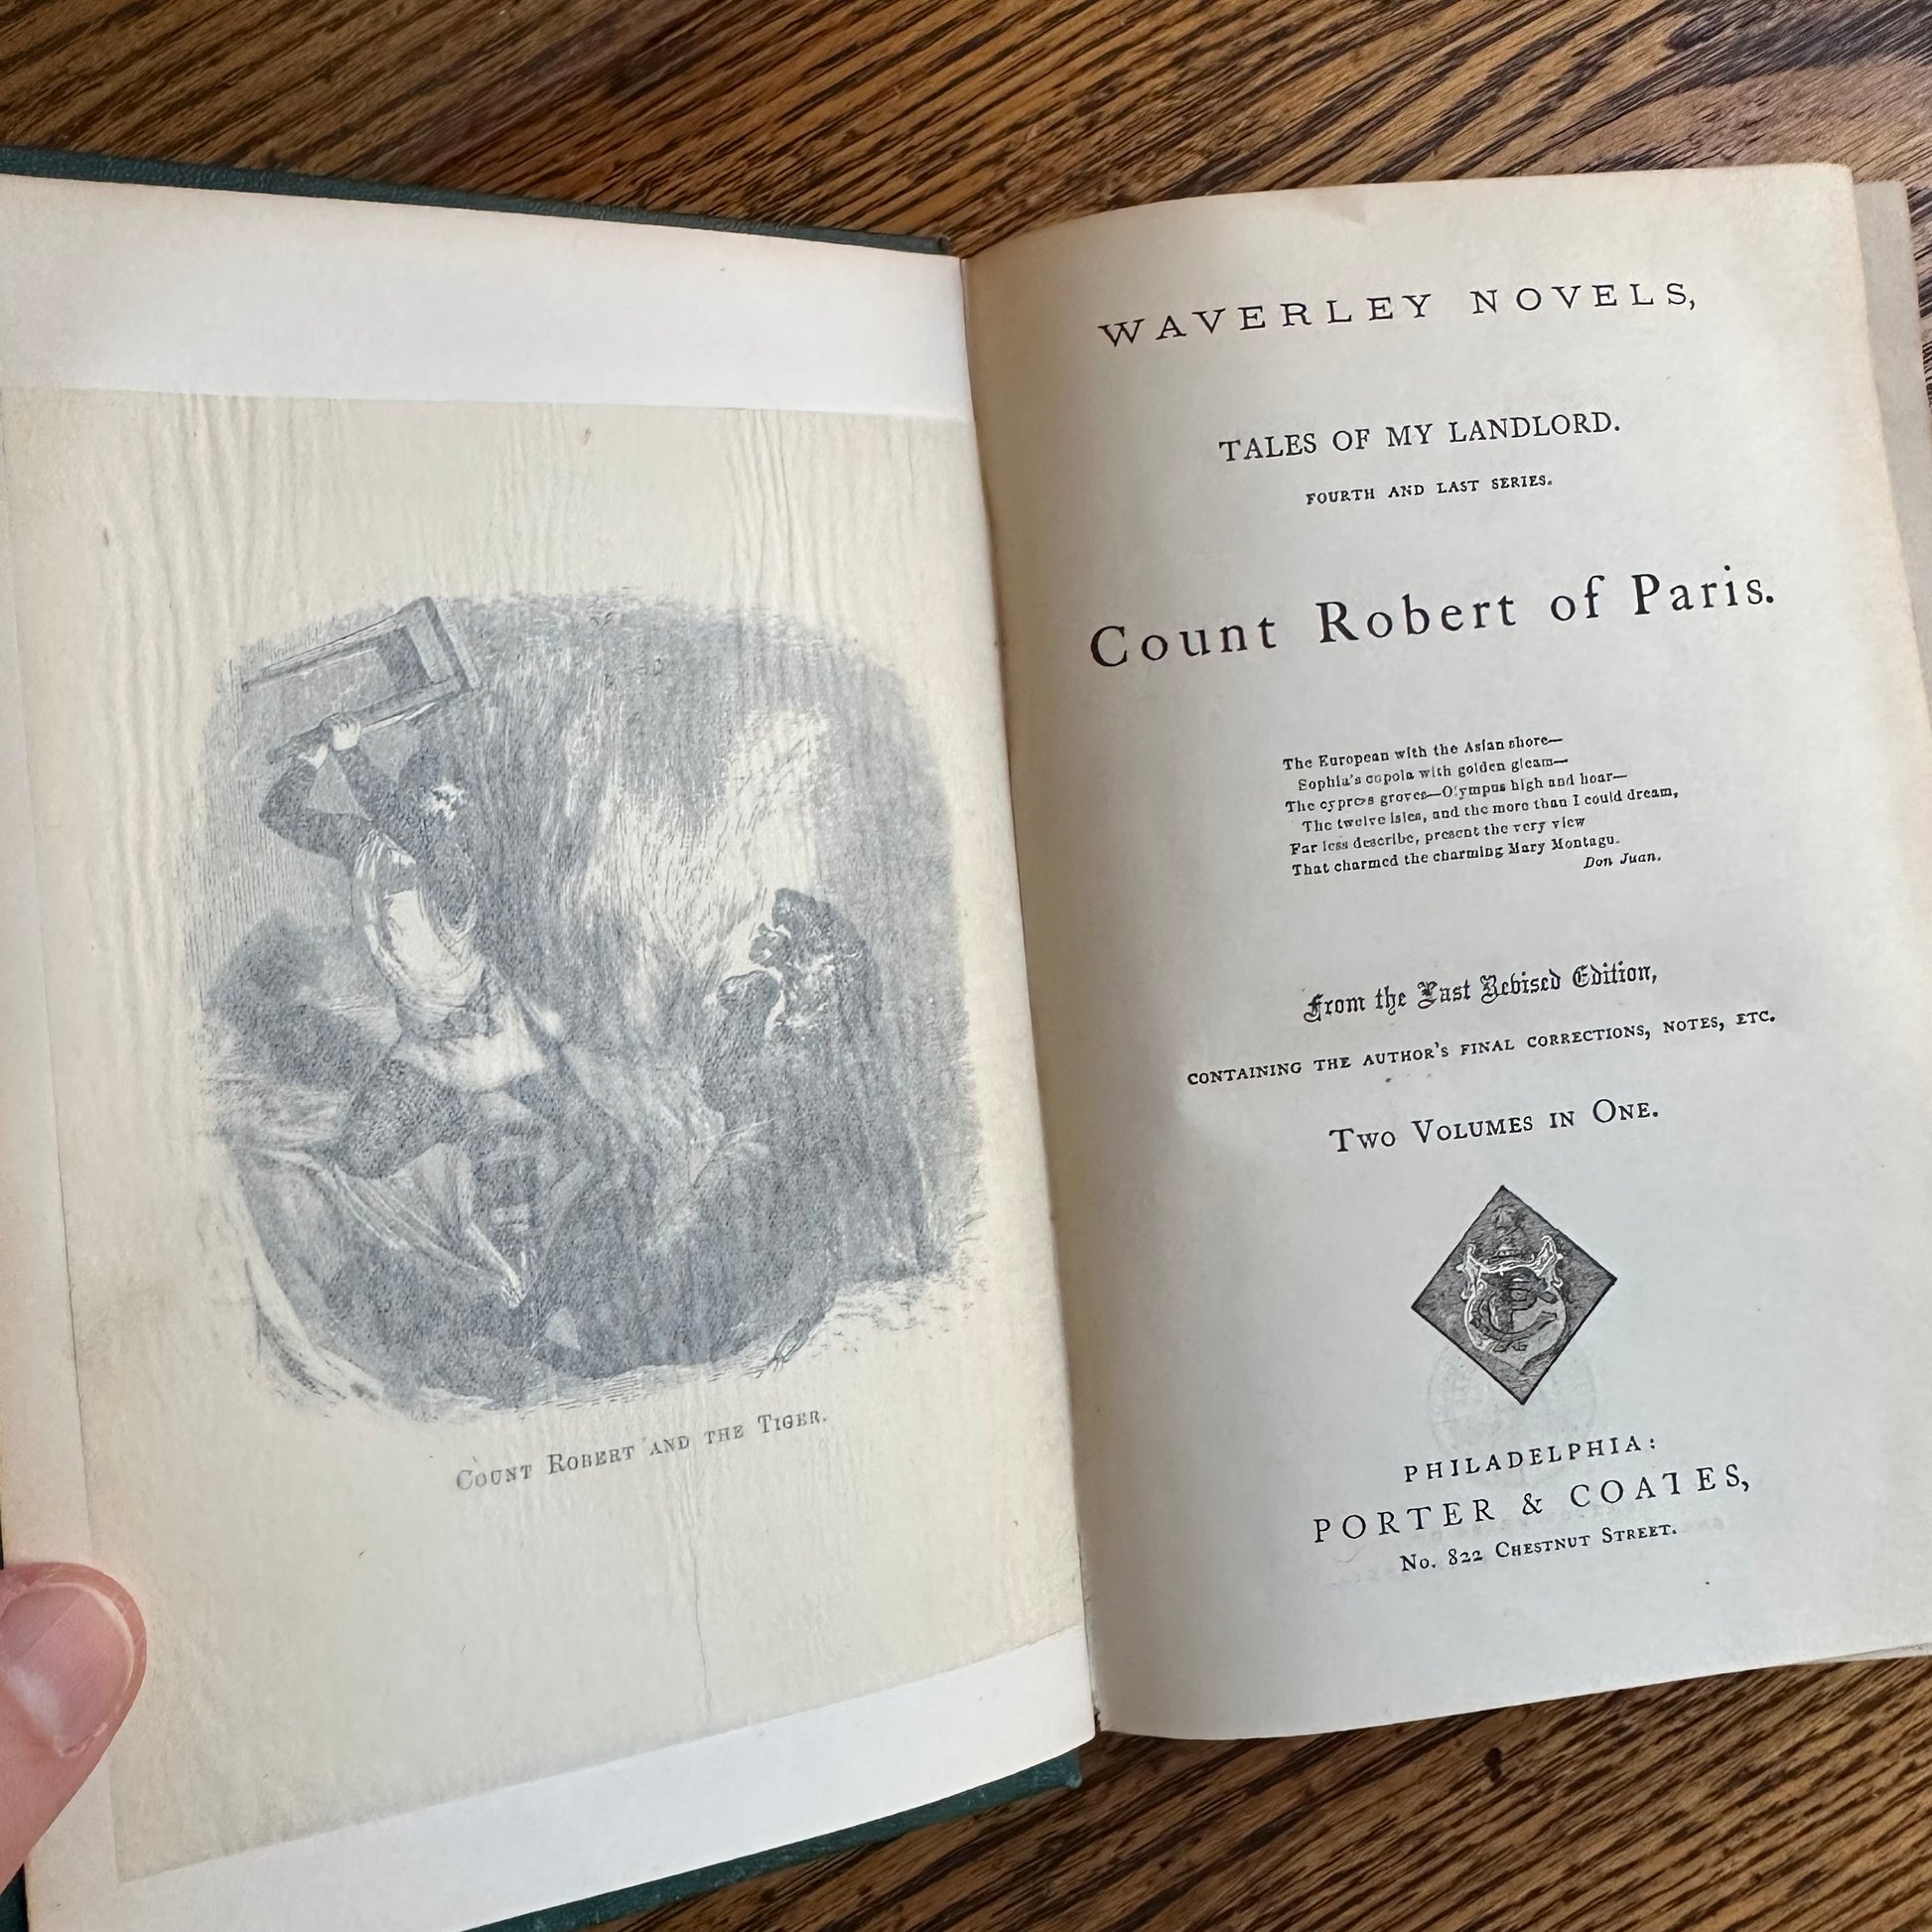 COUNT ROBERT AND THE TIGER.
WAVERLEY NOVELS,
TALES OF MY LANDLORD.
FOURTH AND LAST SERIES.
Count Robert of Paris.
The European with the Asian shore—
Sophia's cupola with golden gleam—
The cypress groves—Olympus high and hoar—
The twelve isles, and the more than I could dream,
Far less describe, present the very view
That charmed the charming Mary Montagu.
Don Juan.
From the Last Revised Edition,
CONTAINING THE AUTHOR'S FINAL CORRECTIONS, NOTES, ETC.
TWO VOLUMES IN ONE.
PHILADELPHIA:
PORTER & COATES,
No. 822 CHESTNUT STREET.